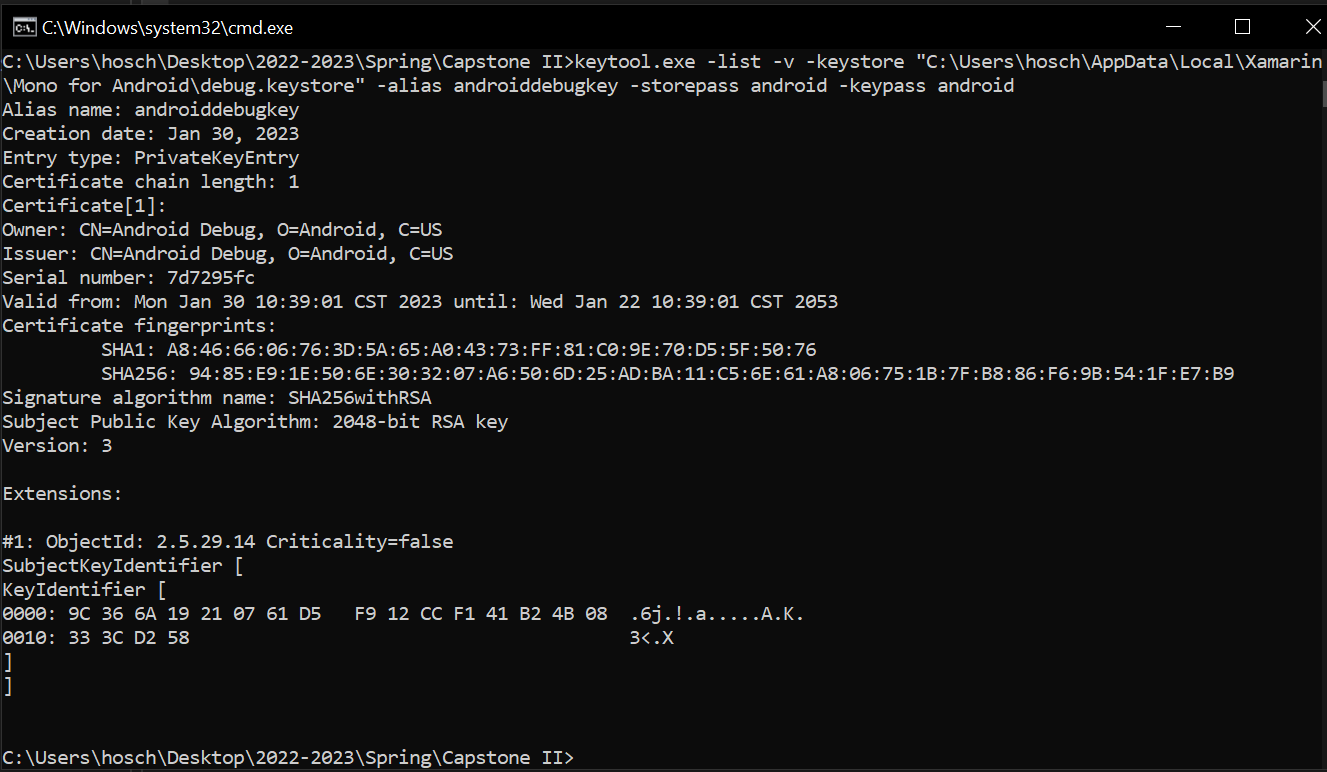 C:\Windows\system32\cmd.exe
C:\Users\hosch\Desktop\2022-2023\Spring\Capstone II>keytool.exe -list -v -keystore "C:\Users\hosch\AppData\Local\Xamarin
\Mono for Android\debug.keystore" -alias androiddebugkey -storepass android -keypass android
Alias name: androiddebugkey
Creation date: Jan 30, 2023
Entry type: PrivateKeyEntry
Certificate chain length: 1
Certificate[1]:
Owner: CN=Android Debug, O=Android, C=US
Issuer: CN=Android Debug, O=Android, C=US
Serial number: 7d7295fc
Valid from: Mon Jan 30 10:39:01 CST 2023 until: Wed Jan 22 10:39:01 CST 2053
Certificate fingerprints:
         SHA1: A8:46:66:06:76:3D:5A:65:A0:43:73:FF:81:C0:9E:70:D5:5F:50:76
         SHA256: 94:85:E9:1E:50:6E:30:32:07:A6:50:6D:25:AD:BA:11:C5:6E:61:A8:06:75:1B:7F:B8:86:F6:9B:54:1F:E7:B9
Signature algorithm name: SHA256withRSA
Subject Public Key Algorithm: 2048-bit RSA key
Version: 3
Extensions:
#1: ObjectId: 2.5.29.14 Criticality=false
SubjectKeyIdentifier [
KeyIdentifier [
0000: 9C 36 6A 19 21 07 61 D5   F9 12 CC F1 41 B2 4B 08  .6j.!.a.....A.K.
0010: 33 3C D2 58                                        3<.X
]
]
C:\Users\hosch\Desktop\2022-2023\Spring\Capstone II>